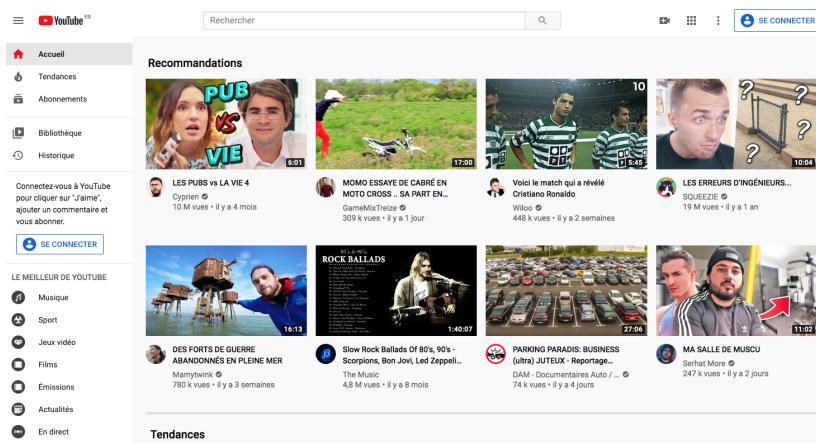 YouTube FR
Rechercher
SE CONNECTER
Accueil
Tendances
Abonnements
Bibliothèque
Historique
Connectez-vous à YouTube
pour cliquer sur "J'aime",
ajouter un commentaire et
vous abonner.
SE CONNECTER
LE MEILLEUR DE YOUTUBE
Musique
Sport
Jeux vidéo
Films
Émissions
Actualités
En direct
Recommandations
PUB
VS
VIE
6:01
LES PUBS vs LA VIE 4
Cyprien
10 M vues • il y a 4 mois
17:00
MOMO ESSAYE DE CABRÉ EN
MOTO CROSS .. SA PART EN...
GameMixTreize
309 k vues • il y a 1 jour
10
5:45
Voici le match qui a révélé
Cristiano Ronaldo
Wiloo
448 k vues • il y a 2 semaines
? ? ?
10:04
LES ERREURS D'INGÉNIEURS...
SQUEEZIE
19 M vues • il y a 1 an
16:13
DES FORTS DE GUERRE
ABANDONNÉS EN PLEINE MER
Mamytwink
780 k vues • il y a 3 semaines
80's & 90's
ROCK BALLADS
1:40:07
Slow Rock Ballads Of 80's, 90's -
Scorpions, Bon Jovi, Led Zeppeli...
The Music
4,8 M vues • il y a 8 mois
27:06
PARKING PARADIS: BUSINESS
(ultra) JUTEUX - Reportage...
DAM - Documentaires Auto / ...
74 k vues • il y a 4 jours
11:02
MA SALLE DE MUSCU
Serhat More
247 k vues • il y a 2 jours
Tendances